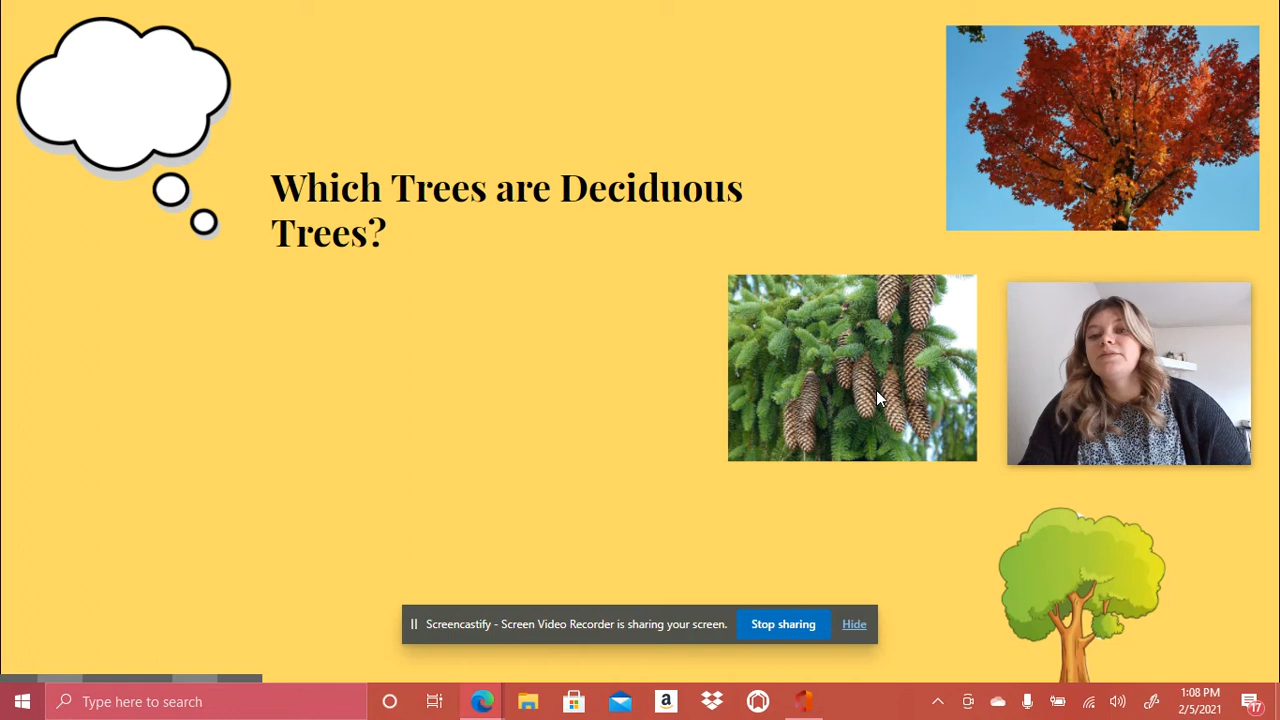 Which Trees are Deciduous
Trees?
Screencastify - Screen Video Recorder is sharing your screen.
Stop sharing
Hide
Type here to search
a
1:08 PM
2/5/2021
17